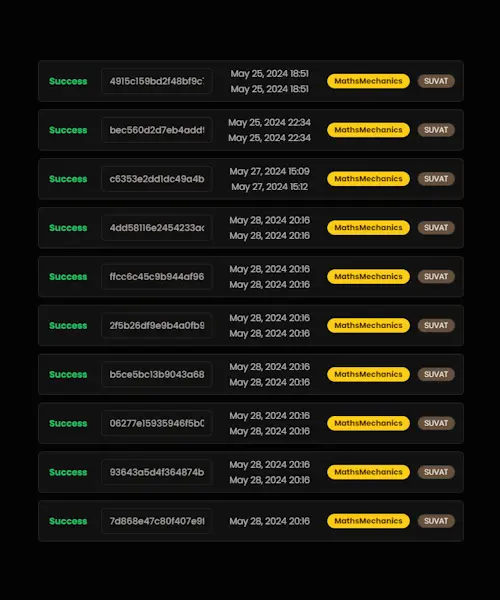 Success 4915c159bd2f48bf9c May 25, 2024 18:51 MathsMechanics SUVAT
May 25, 2024 18:51
Success bec560d2d7eb4add May 25, 2024 22:34 MathsMechanics SUVAT
May 25, 2024 22:34
Success c6353e2dd1dc49a4b May 27, 2024 15:09 MathsMechanics SUVAT
May 27, 2024 15:12
Success 4dd58116e2454233a May 28, 2024 20:16 MathsMechanics SUVAT
May 28, 2024 20:16
Success ffcc6c45c9b944af96 May 28, 2024 20:16 MathsMechanics SUVAT
May 28, 2024 20:16
Success 2f5b26df9e9b4a0fb9 May 28, 2024 20:16 MathsMechanics SUVAT
May 28, 2024 20:16
Success b5ce5bc13b9043a68 May 28, 2024 20:16 MathsMechanics SUVAT
May 28, 2024 20:16
Success 06277e15935946f5b0 May 28, 2024 20:16 MathsMechanics SUVAT
May 28, 2024 20:16
Success 93643a5d4f364874b May 28, 2024 20:16 MathsMechanics SUVAT
May 28, 2024 20:16
Success 7d868e47c80f407e9 May 28, 2024 20:16 MathsMechanics SUVAT